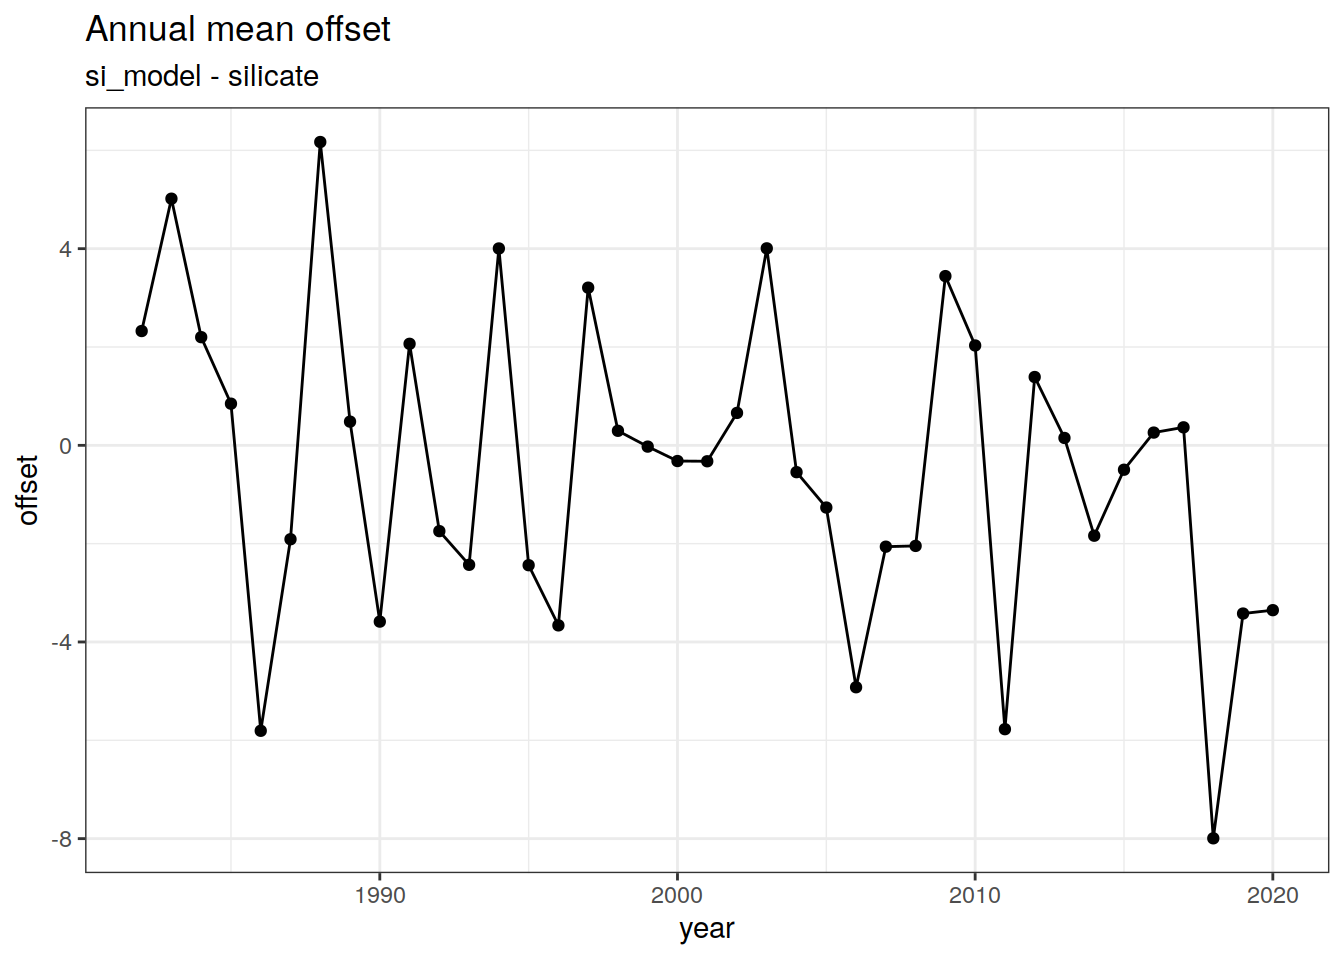 Annual mean offset
si_model - silicate
4
0
-4
-8
offset
1990 2000 2010 2020
year